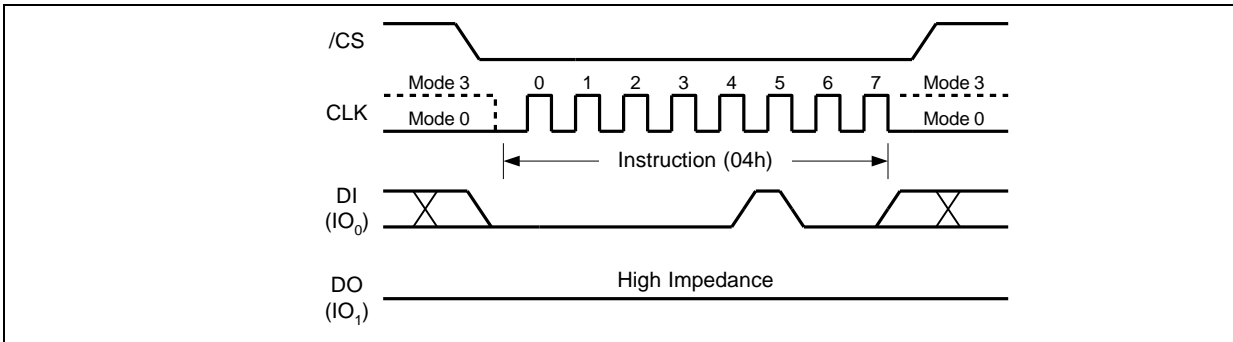 /CS
Mode 3 0 1 2 3 4 5 6 7 Mode 3
CLK
Mode 0 Mode 0
Instruction (04h)
DI
(IO₀)
High Impedance
DO
(IO₁)